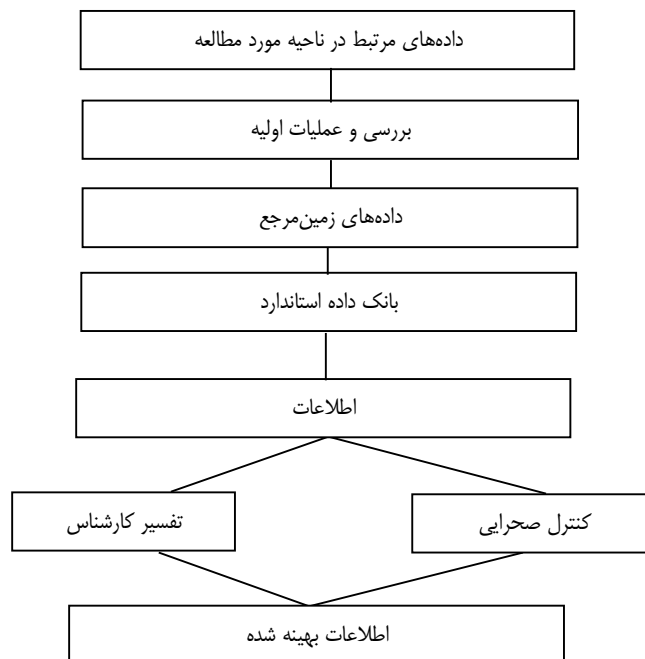 داده‌های مرتبط در ناحیه مورد مطالعه
بررسی و عملیات اولیه
داده‌های زمین‌مرجع
بانک داده استاندارد
اطلاعات
کنترل صحرایی
تفسیر کارشناس
اطلاعات بهینه شده